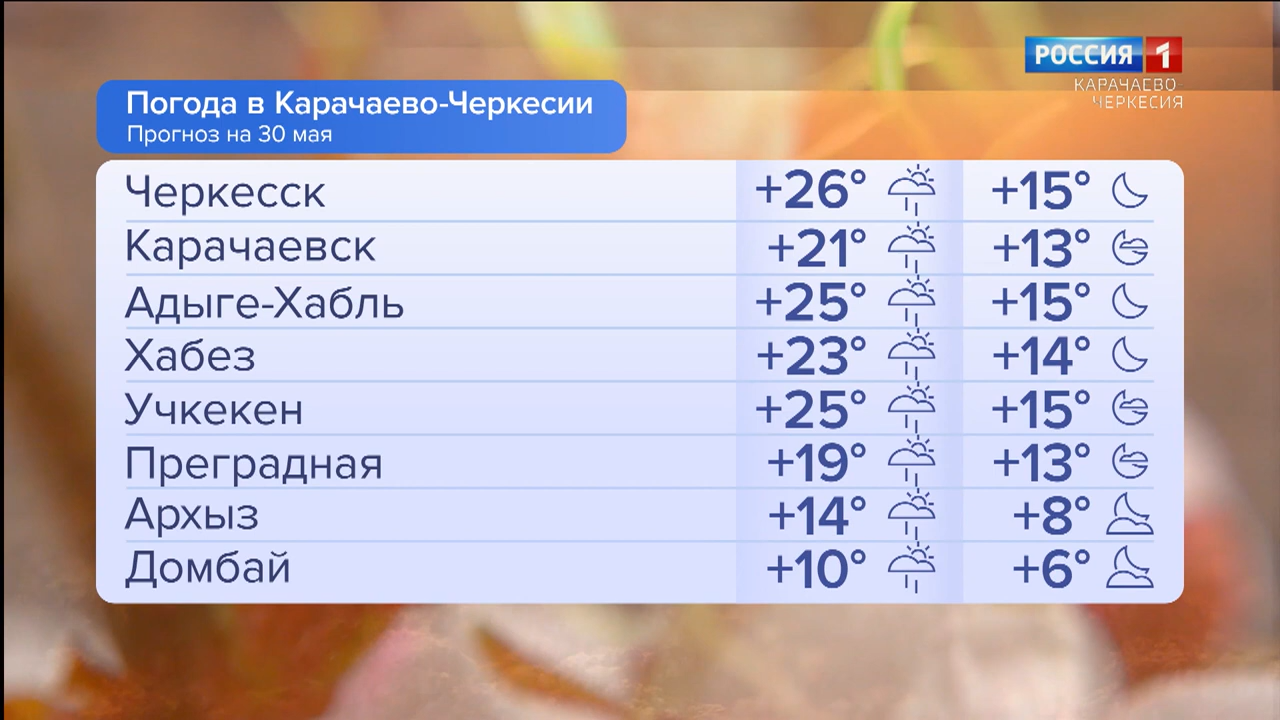 РОССИЯ 1
КАРАЧАЕВО-
ЧЕРКЕСИЯ
Погода в Карачаево-Черкесии
Прогноз на 30 мая
Черкесск +26° +15°
Карачаевск +21° +13°
Адыге-Хабль +25° +15°
Хабез +23° +14°
Учкекен +25° +15°
Преградная +19° +13°
Архыз +14° +8°
Домбай +10° +6°